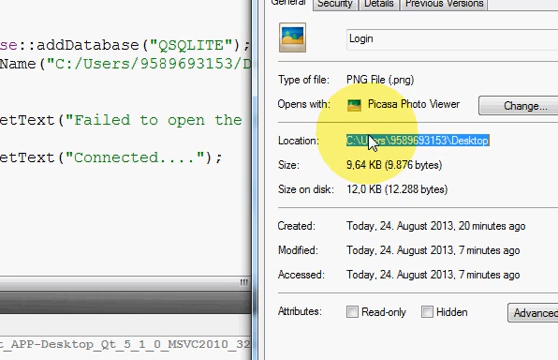 ase::addDatabase("QSQLITE");
Name("C:/Users/9589693153/D
etText("Failed to open the
etText("Connected....");
t_APP-Desktop_Qt_5_1_0_MSVC2010_32
General Security Details Previous Versions
Login
Type of file: PNG File (.png)
Opens with: Picasa Photo Viewer Change...
Location: C:\Users\9589693153\Desktop
Size: 9,64 KB (9.876 bytes)
Size on disk: 12,0 KB (12.288 bytes)
Created: Today, 24. August 2013, 20 minutes ago
Modified: Today, 24. August 2013, 7 minutes ago
Accessed: Today, 24. August 2013, 7 minutes ago
Attributes: Read-only Hidden Advanced